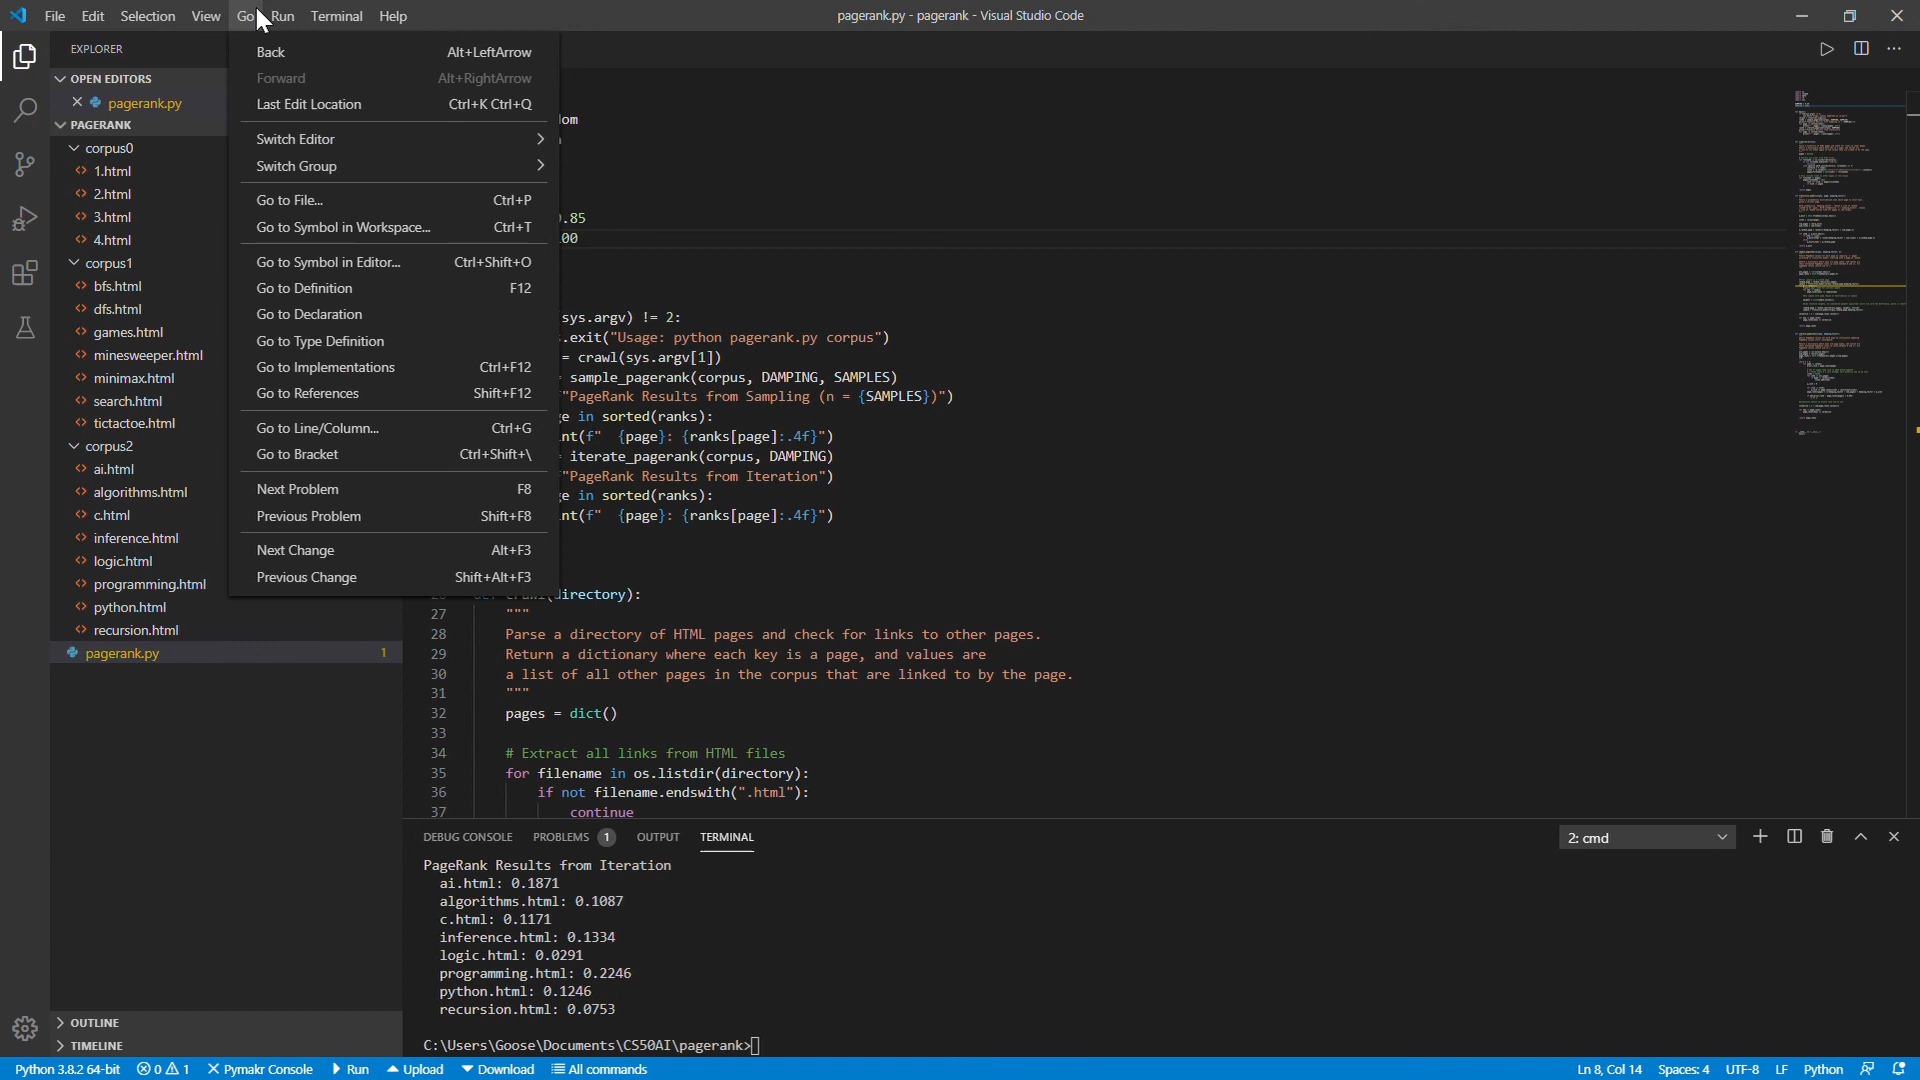 File Edit Selection View Go Run Terminal Help
pagerank.py - pagerank - Visual Studio Code
EXPLORER
OPEN EDITORS
pagerank.py
PAGERANK
corpus0
1.html
2.html
3.html
4.html
corpus1
bfs.html
dfs.html
games.html
minesweeper.html
minimax.html
search.html
tictactoe.html
corpus2
ai.html
algorithms.html
c.html
inference.html
logic.html
programming.html
python.html
recursion.html
pagerank.py 1
OUTLINE
TIMELINE
Back Alt+LeftArrow
Forward Alt+RightArrow
Last Edit Location Ctrl+K Ctrl+Q
Switch Editor
Switch Group
Go to File... Ctrl+P
Go to Symbol in Workspace... Ctrl+T
Go to Symbol in Editor... Ctrl+Shift+O
Go to Definition F12
Go to Declaration
Go to Type Definition
Go to Implementations Ctrl+F12
Go to References Shift+F12
Go to Line/Column... Ctrl+G
Go to Bracket Ctrl+Shift+\
Next Problem F8
Previous Problem Shift+F8
Next Change Alt+F3
Previous Change Shift+Alt+F3
.85
00
sys.argv) != 2:
.exit("Usage: python pagerank.py corpus")
= crawl(sys.argv[1])
= sample_pagerank(corpus, DAMPING, SAMPLES)
"PageRank Results from Sampling (n = {SAMPLES})")
ge in sorted(ranks):
nt(f"  {page}: {ranks[page]:.4f}")
= iterate_pagerank(corpus, DAMPING)
"PageRank Results from Iteration")
ge in sorted(ranks):
nt(f"  {page}: {ranks[page]:.4f}")
directory):
27 """
28 Parse a directory of HTML pages and check for links to other pages.
29 Return a dictionary where each key is a page, and values are
30 a list of all other pages in the corpus that are linked to by the page.
31 """
32 pages = dict()
33
34 # Extract all links from HTML files
35 for filename in os.listdir(directory):
36 if not filename.endswith(".html"):
37 continue
DEBUG CONSOLE PROBLEMS 1 OUTPUT TERMINAL 2: cmd
PageRank Results from Iteration
ai.html: 0.1871
algorithms.html: 0.1087
c.html: 0.1171
inference.html: 0.1334
logic.html: 0.0291
programming.html: 0.2246
python.html: 0.1246
recursion.html: 0.0753
C:\Users\Goose\Documents\CS50AI\pagerank>
Python 3.8.2 64-bit 0 1 Pymakr Console Run Upload Download All commands Ln 8, Col 14 Spaces: 4 UTF-8 LF Python